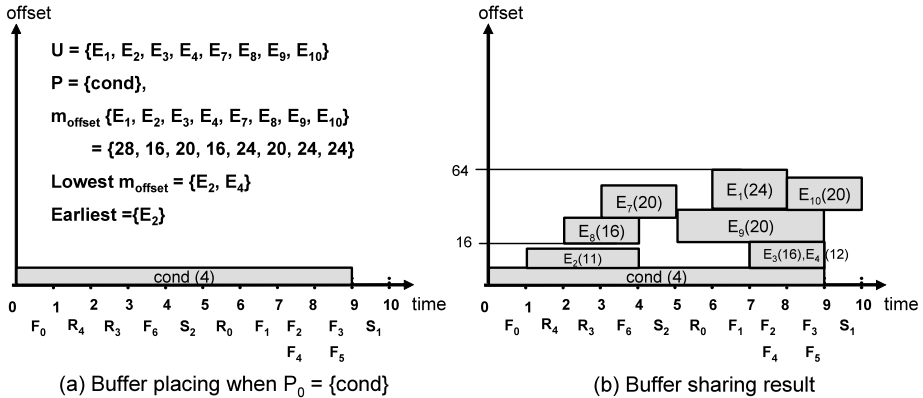 offset
U = {E1, E2, E3, E4, E7, E8, E9, E10}
P = {cond},
moffset {E1, E2, E3, E4, E7, E8, E9, E10}
= {28, 16, 20, 16, 24, 20, 24, 24}
Lowest moffset = {E2, E4}
Earliest ={E2}
cond (4)
0 1 2 3 4 5 6 7 8 9 10 time
F0 R4 R3 F6 S2 R0 F1 F2 F3 S1
F4 F5
(a) Buffer placing when P0 = {cond}
offset
64
E1(24)
E10(20)
E7(20)
E9(20)
E8(16)
16
E3(16),E4(12)
E2(11)
cond (4)
0 1 2 3 4 5 6 7 8 9 10 time
F0 R4 R3 F6 S2 R0 F1 F2 F3 S1
F4 F5
(b) Buffer sharing result